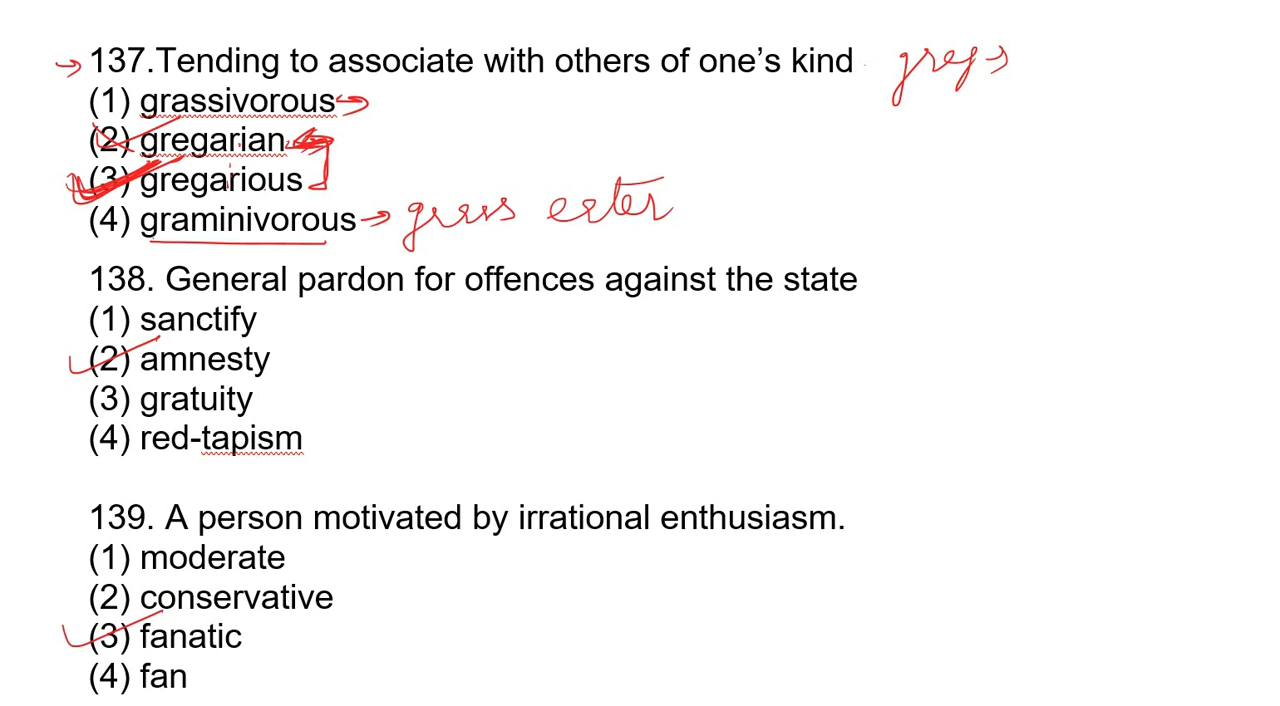 137.Tending to associate with others of one's kind greg
(1) grassivorous
(2) gregarian
(3) gregarious
(4) graminivorous → grass eater
138. General pardon for offences against the state
(1) sanctify
(2) amnesty
(3) gratuity
(4) red-tapism
139. A person motivated by irrational enthusiasm.
(1) moderate
(2) conservative
(3) fanatic
(4) fan